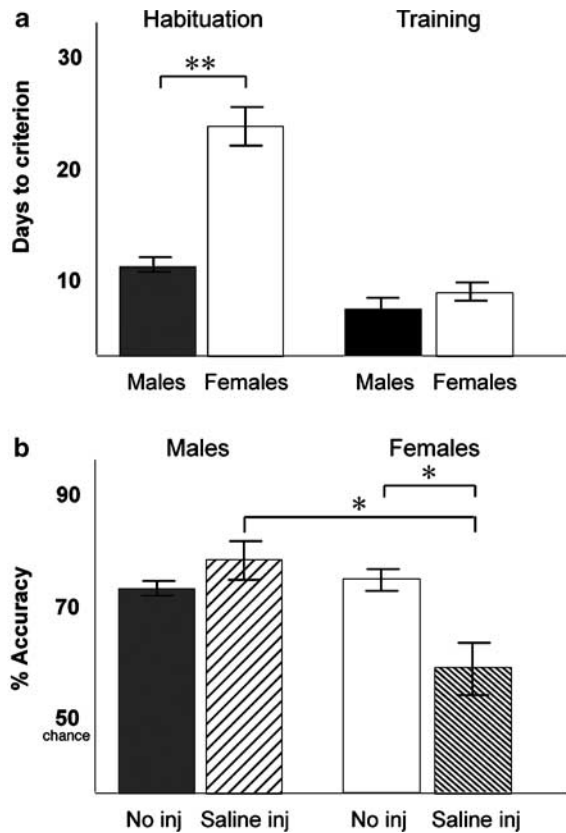 a
Habituation Training
30
**
20
10
Days to criterion
Males Females Males Females
b
Males Females
90
*
*
70
50
chance
% Accuracy
No inj Saline inj No inj Saline inj